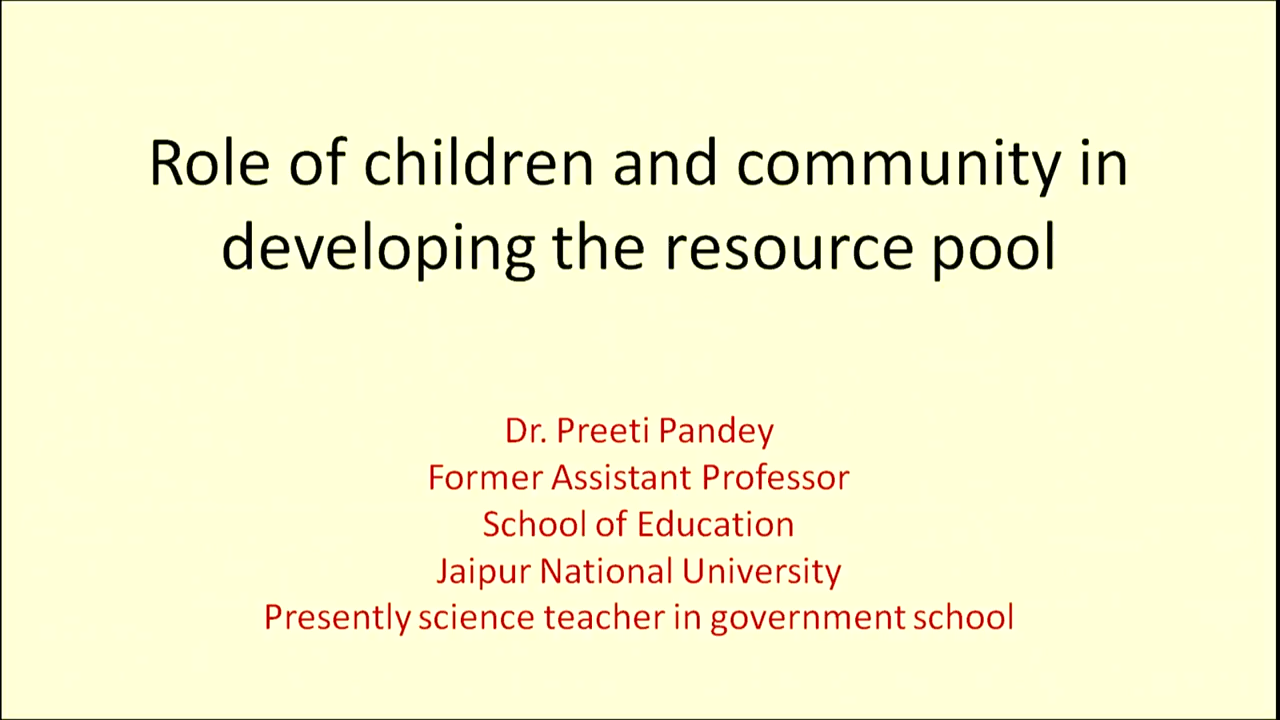 Role of children and community in
developing the resource pool
Dr. Preeti Pandey
Former Assistant Professor
School of Education
Jaipur National University
Presently science teacher in government school